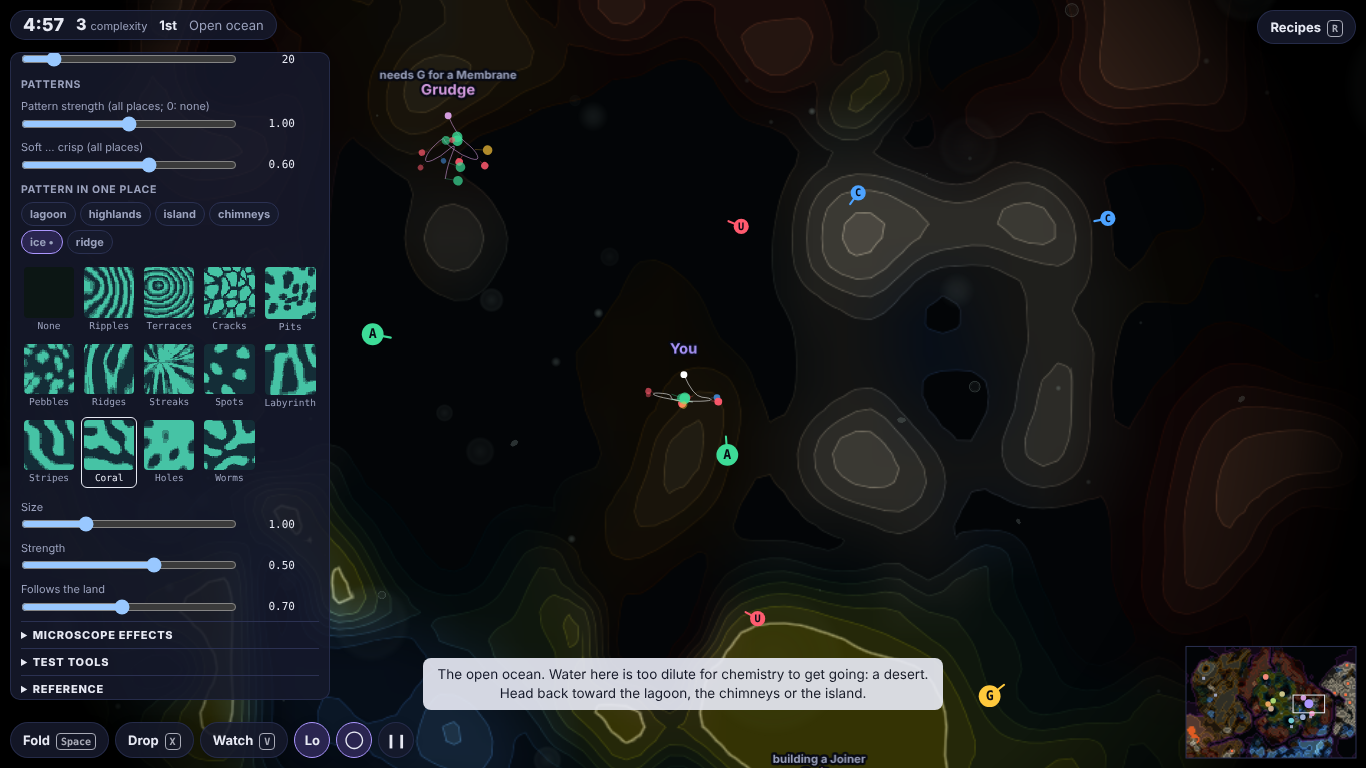 4:57 3 complexity 1st Open ocean
Recipes R
20
PATTERNS
Pattern strength (all places; 0: none)
1.00
Soft ... crisp (all places)
0.60
PATTERN IN ONE PLACE
lagoon highlands island chimneys
ice • ridge
None Ripples Terraces Cracks Pits
Pebbles Ridges Streaks Spots Labyrinth
Stripes Coral Holes Worms
Size
1.00
Strength
0.50
Follows the land
0.70
MICROSCOPE EFFECTS
TEST TOOLS
REFERENCE
Fold Space Drop X Watch V Lo
needs G for a Membrane
Grudge
U
C
C
A
You
A
U
G
The open ocean. Water here is too dilute for chemistry to get going: a desert.
Head back toward the lagoon, the chimneys or the island.
building a Joiner